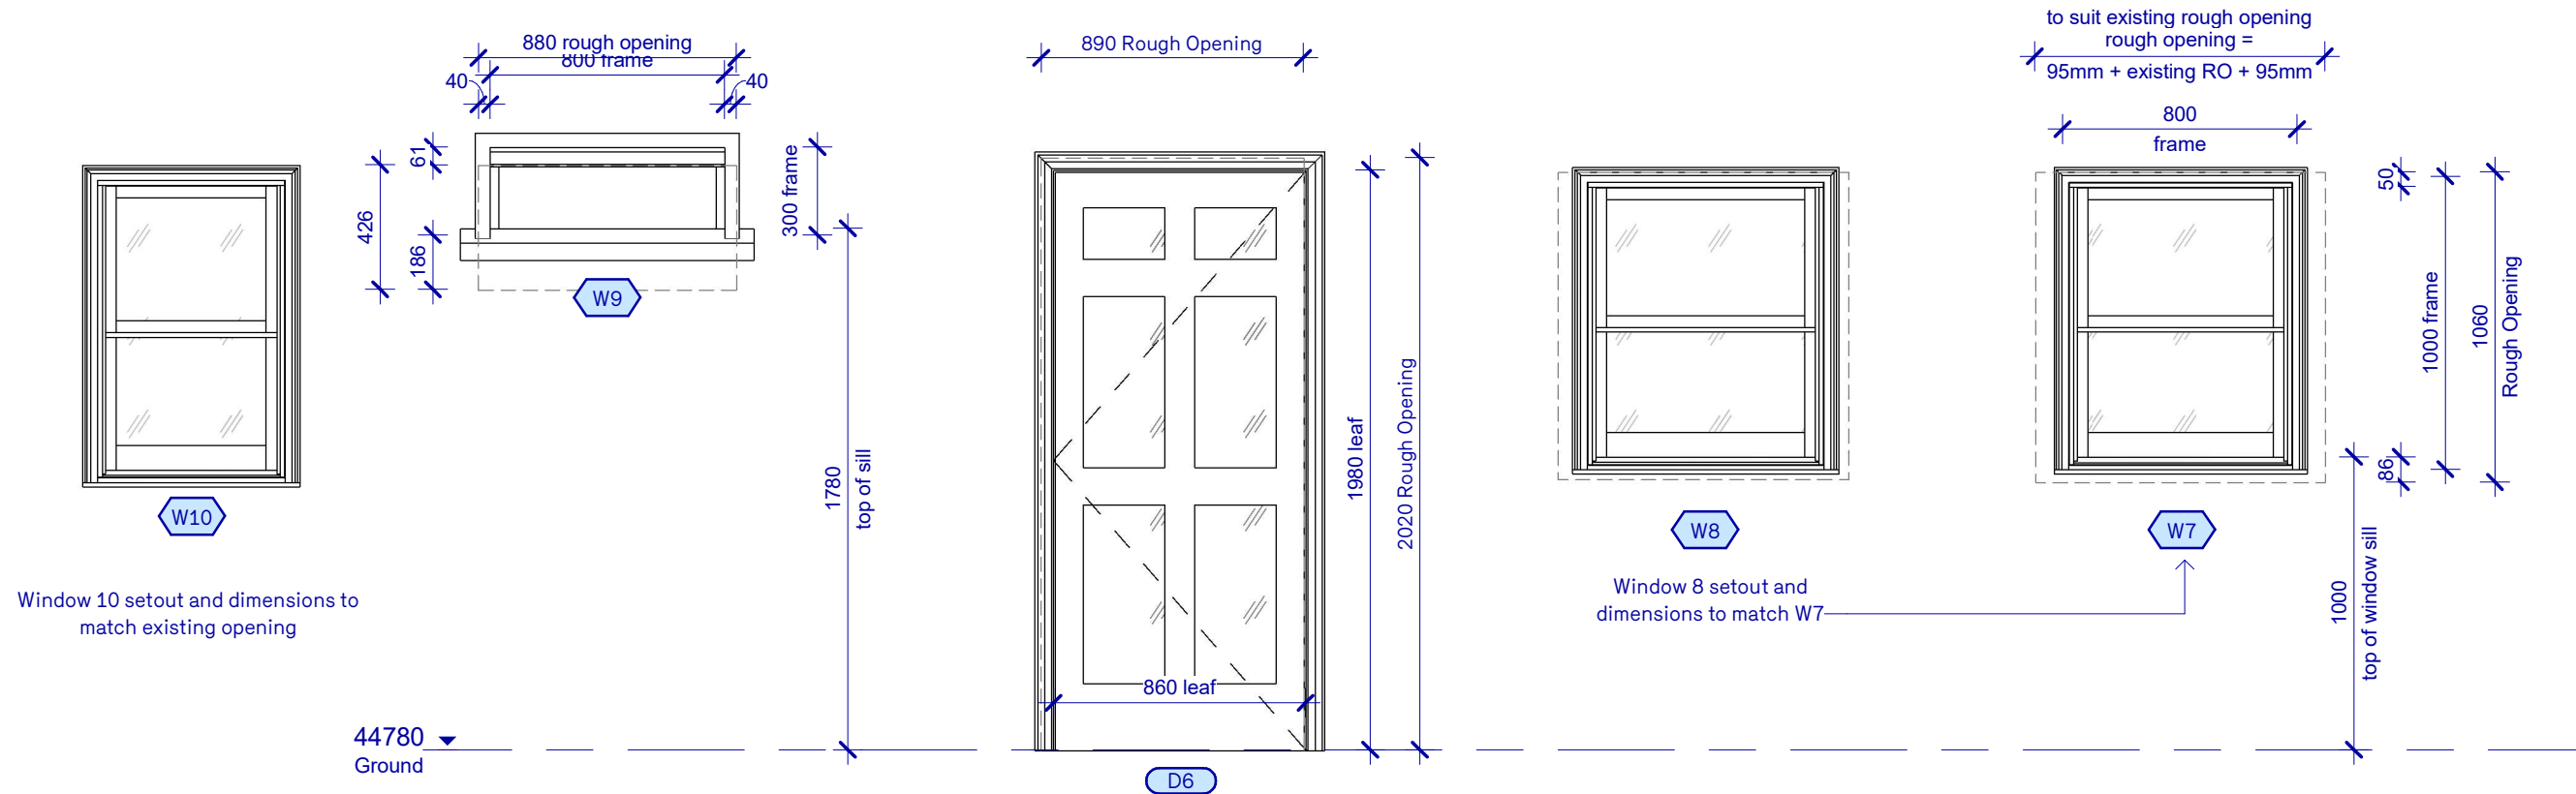 880 rough opening
800 frame
40
40
61
426
186
300 frame
W9
1780
top of sill
W10
Window 10 setout and dimensions to
match existing opening
44780
Ground
890 Rough Opening
860 leaf
1980 leaf
2020 Rough Opening
D6
W8
Window 8 setout and
dimensions to match W7
to suit existing rough opening
rough opening =
95mm + existing RO + 95mm
800
frame
50
1000 frame
1060
Rough Opening
86
W7
1000
top of window sill